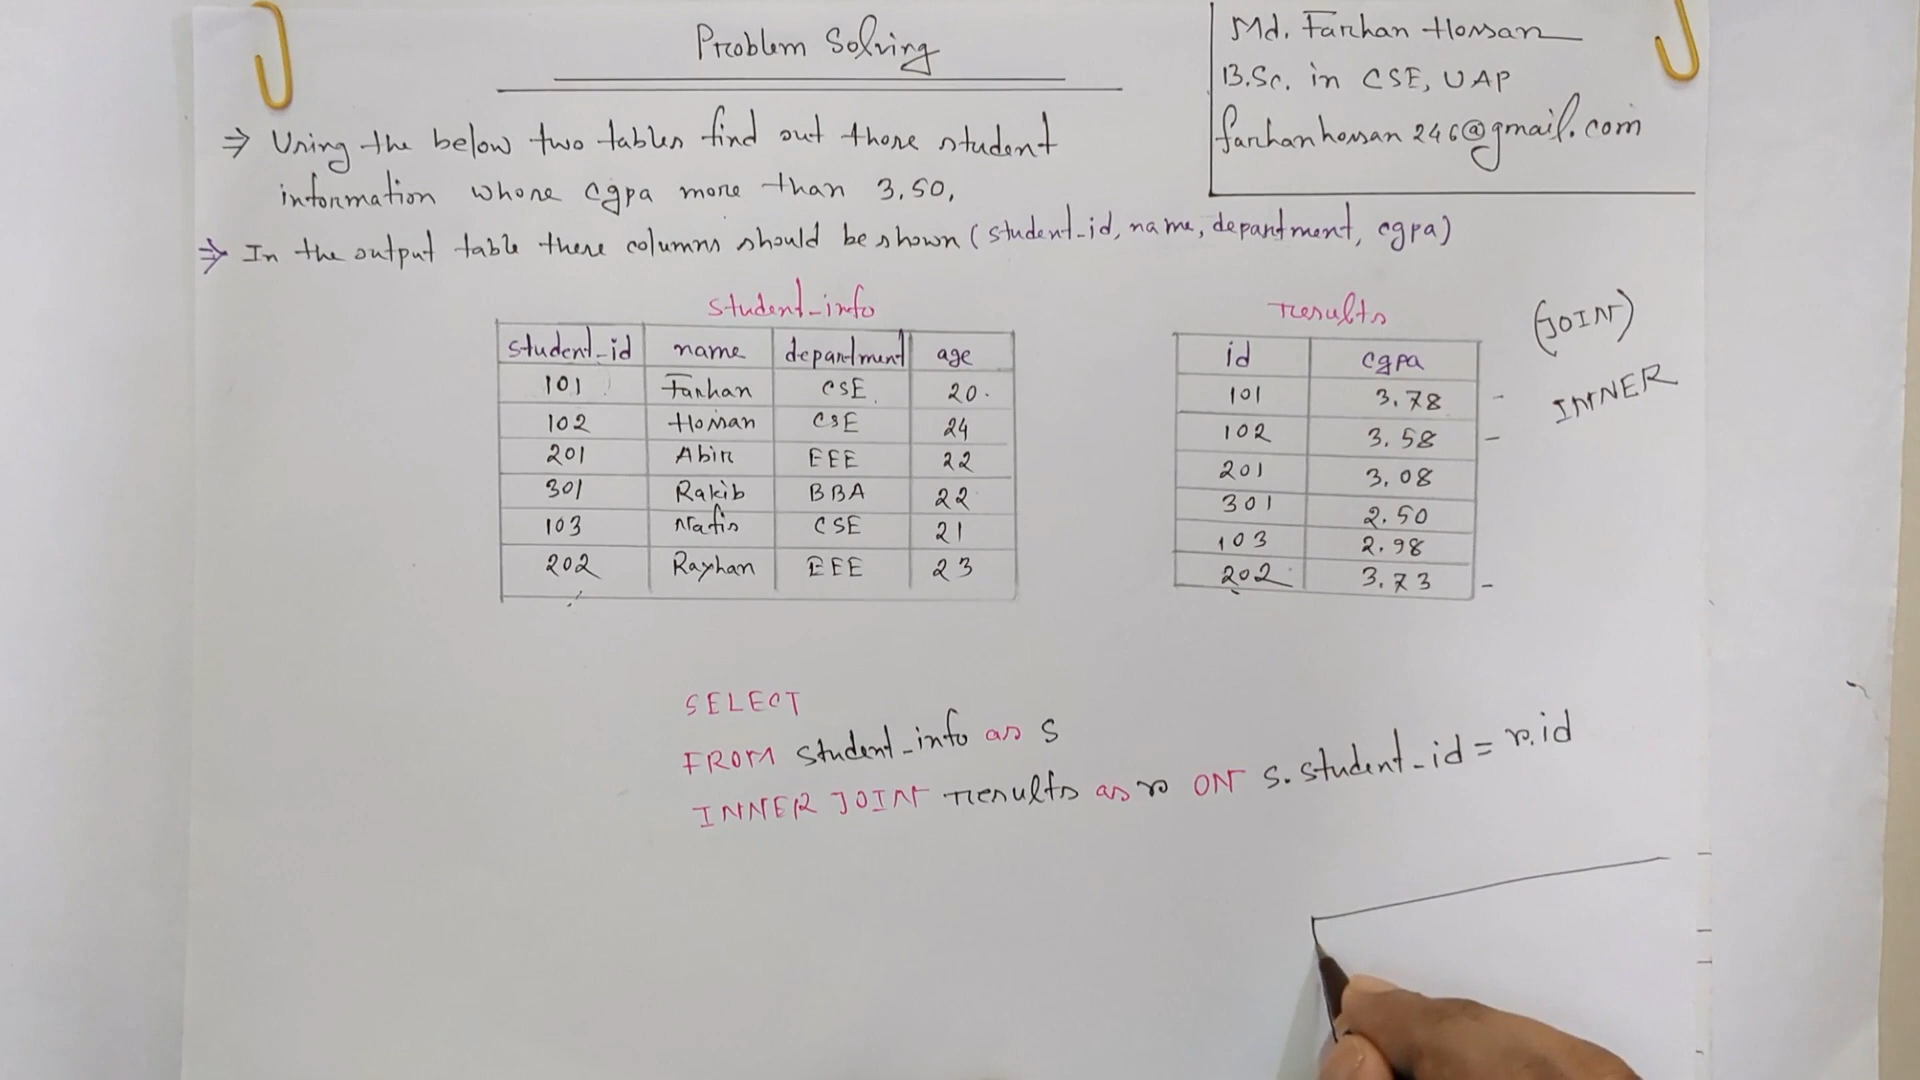 Problem Solving
Md. Farhan Hossan
B.Sc. in CSE, UAP
farhanhossan246@gmail.com
⇒ Using the below two tables find out those student
information whose cgpa more than 3.50.
⇒ In the output table these columns should be shown (student_id, name, department, cgpa)
student_info
student_id name department age
101 Farhan CSE 20
102 Hossan CSE 24
201 Abir EEE 22
301 Rakib BBA 22
103 Nafis CSE 21
202 Rayhan EEE 23
results
id cgpa
101 3.78
102 3.58
201 3.08
301 2.50
103 2.98
202 3.73
(JOIN)
INNER
SELECT
FROM student_info as s
INNER JOIN results as r ON s.student_id = r.id